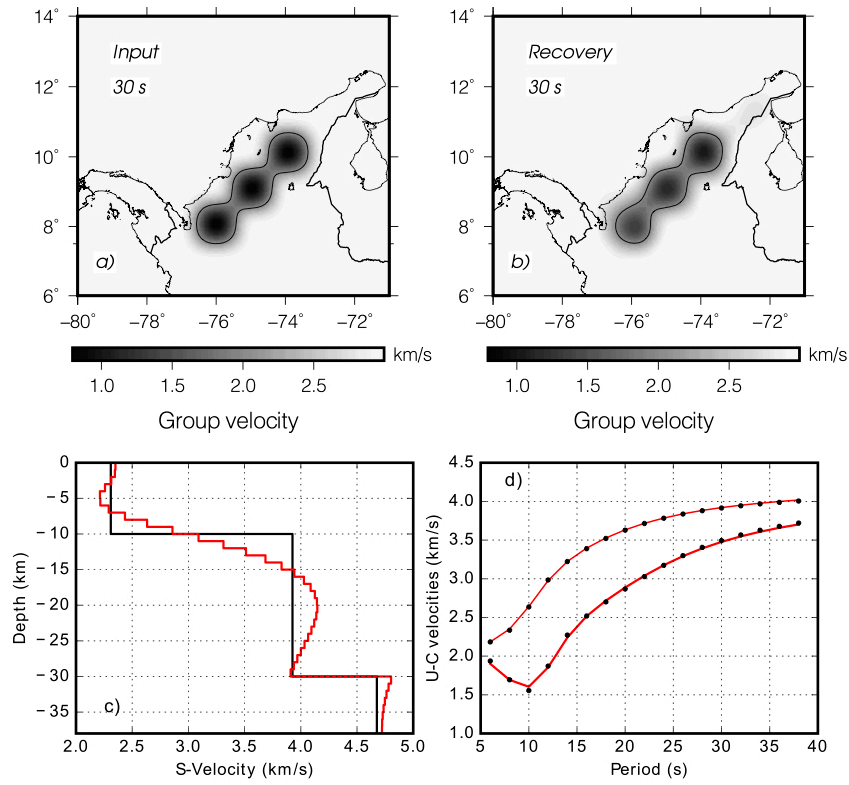 14°
12°
10°
8°
6°
Input
30 s
a)
−80 −78 −76 −74 −72
km/s
1.0 1.5 2.0 2.5
Group velocity
14°
12°
10°
8°
6°
Recovery
30 s
b)
−80 −78 −76 −74 −72
km/s
1.0 1.5 2.0 2.5
Group velocity
0
−5
−10
−15
−20
−25
−30
−35
Depth (km)
c)
2.0 2.5 3.0 3.5 4.0 4.5 5.0
S-Velocity (km/s)
4.5
4.0
3.5
3.0
2.5
2.0
1.5
1.0
U-C velocities (km/s)
d)
5 10 15 20 25 30 35 40
Period (s)